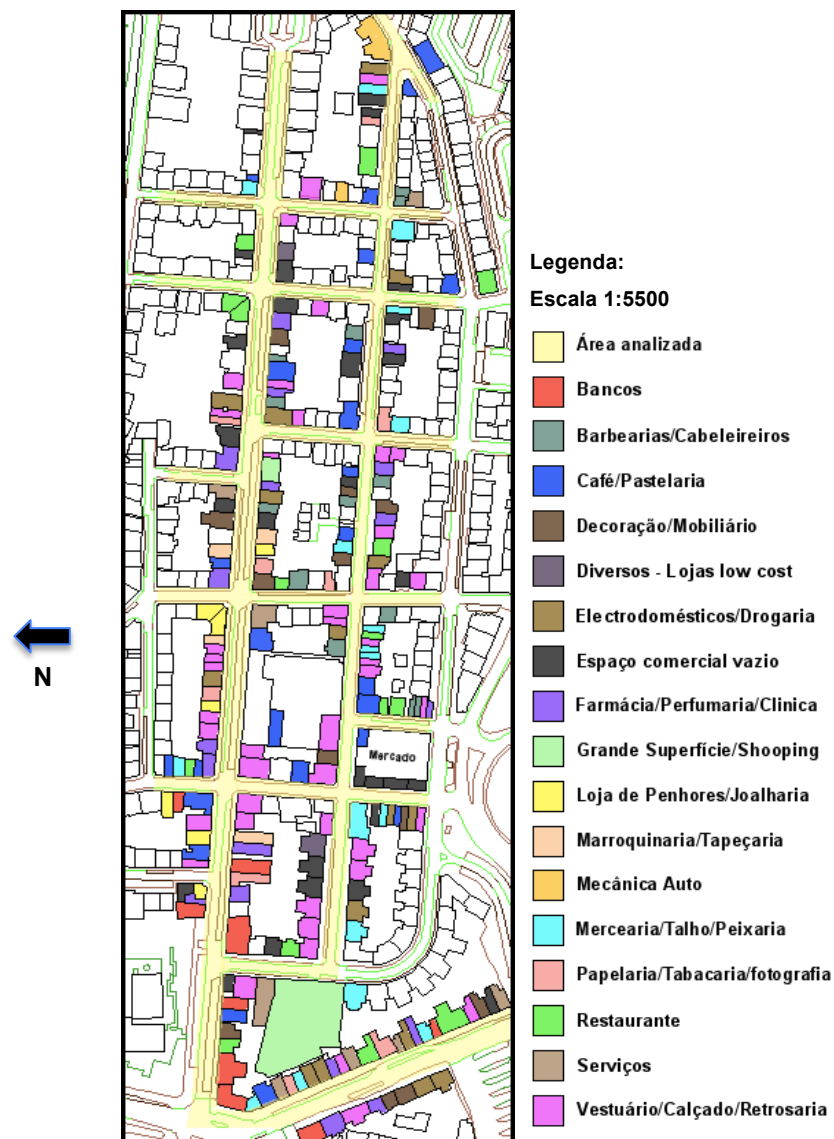 Mercado
N
Legenda:
Escala 1:5500
Área analizada
Bancos
Barbearias/Cabeleireiros
Café/Pastelaria
Decoração/Mobiliário
Diversos - Lojas low cost
Electrodomésticos/Drogaria
Espaço comercial vazio
Farmácia/Perfumaria/Clinica
Grande Superfície/Shooping
Loja de Penhores/Joalharia
Marroquinaria/Tapeçaria
Mecânica Auto
Mercearia/Talho/Peixaria
Papelaria/Tabacaria/fotografia
Restaurante
Serviços
Vestuário/Calçado/Retrosaria